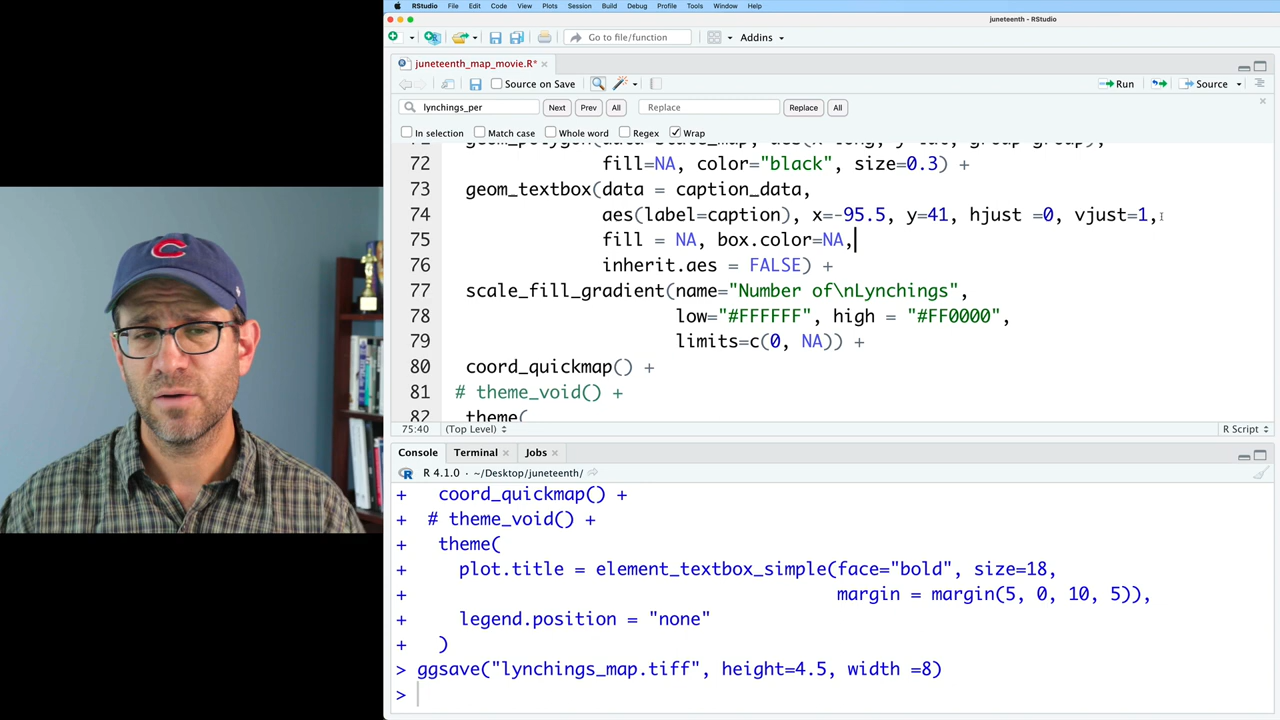 RStudio File Edit Code View Plots Session Build Debug Profile Tools Window Help
juneteenth - RStudio
Go to file/function Addins
juneteenth_map_movie.R*
Source on Save Run Source
lynchings_per Next Prev All Replace Replace All
In selection Match case Whole word Regex Wrap
72 fill=NA, color="black", size=0.3) +
73 geom_textbox(data = caption_data,
74 aes(label=caption), x=-95.5, y=41, hjust =0, vjust=1,
75 fill = NA, box.color=NA,
76 inherit.aes = FALSE) +
77 scale_fill_gradient(name="Number of\nLynchings",
78 low="#FFFFFF", high = "#FF0000",
79 limits=c(0, NA)) +
80 coord_quickmap() +
81 # theme_void() +
82 theme(
75:40 (Top Level) R Script
Console Terminal Jobs
R 4.1.0 · ~/Desktop/juneteenth/
+ coord_quickmap() +
+ # theme_void() +
+ theme(
+ plot.title = element_textbox_simple(face="bold", size=18,
+ margin = margin(5, 0, 10, 5)),
+ legend.position = "none"
+ )
> ggsave("lynchings_map.tiff", height=4.5, width =8)
>